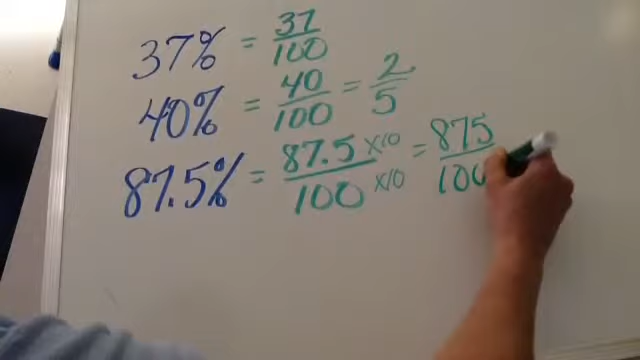 37% = 37/100
40% = 40/100 = 2/5
87.5% = 87.5 x10/100 x10 = 875/100